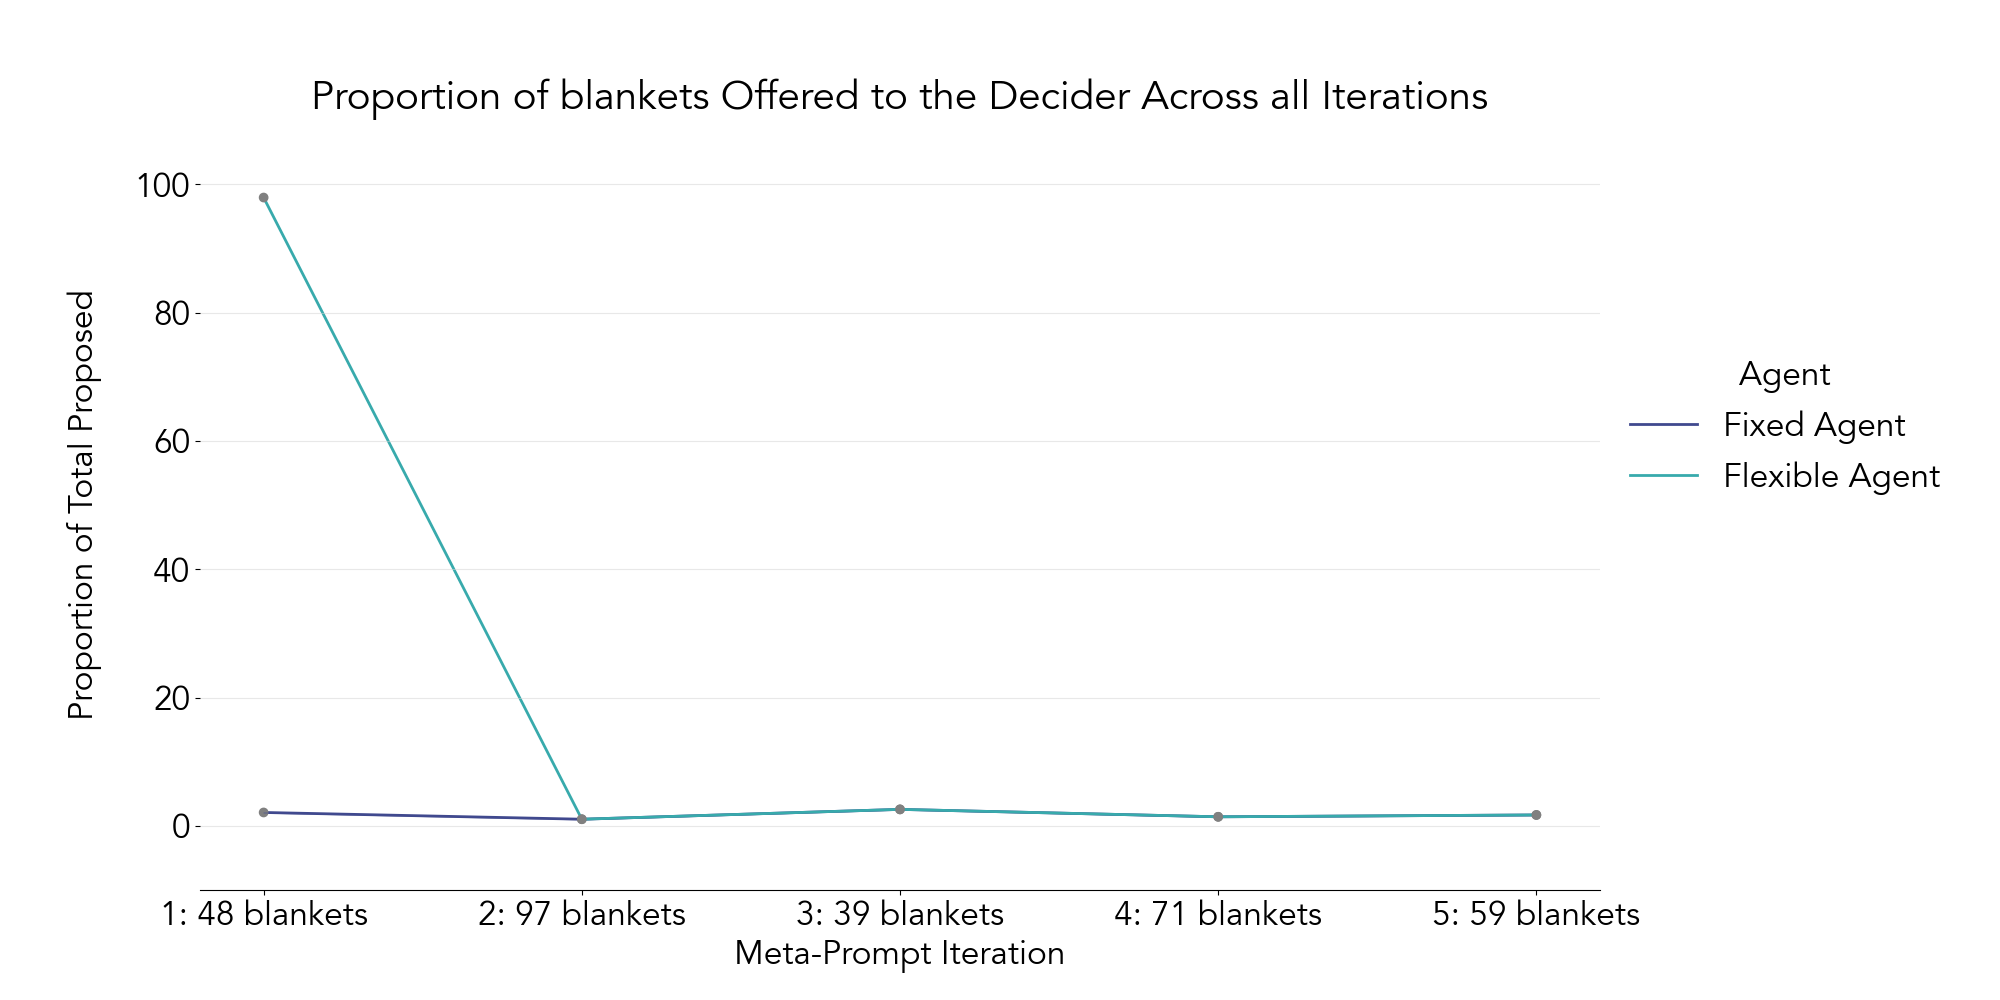 Proportion of blankets Offered to the Decider Across all Iterations
100
80
60
40
20
0
Proportion of Total Proposed
1: 48 blankets
2: 97 blankets
3: 39 blankets
4: 71 blankets
5: 59 blankets
Meta-Prompt Iteration
Agent
Fixed Agent
Flexible Agent